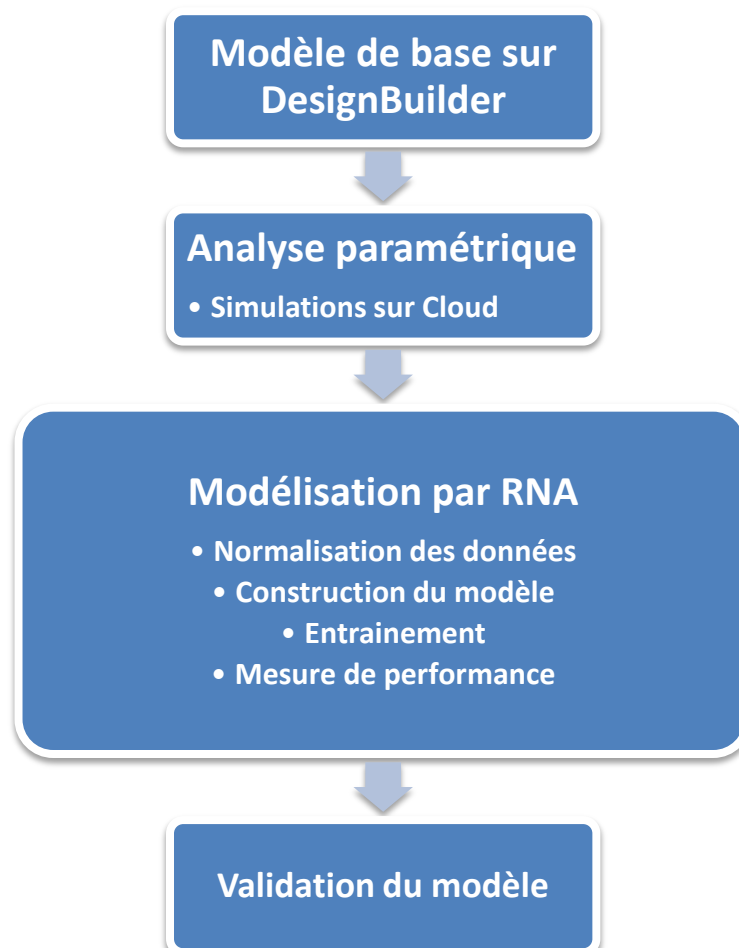 Modèle de base sur
DesignBuilder
Analyse paramétrique
• Simulations sur Cloud
Modélisation par RNA
• Normalisation des données
• Construction du modèle
• Entrainement
• Mesure de performance
Validation du modèle